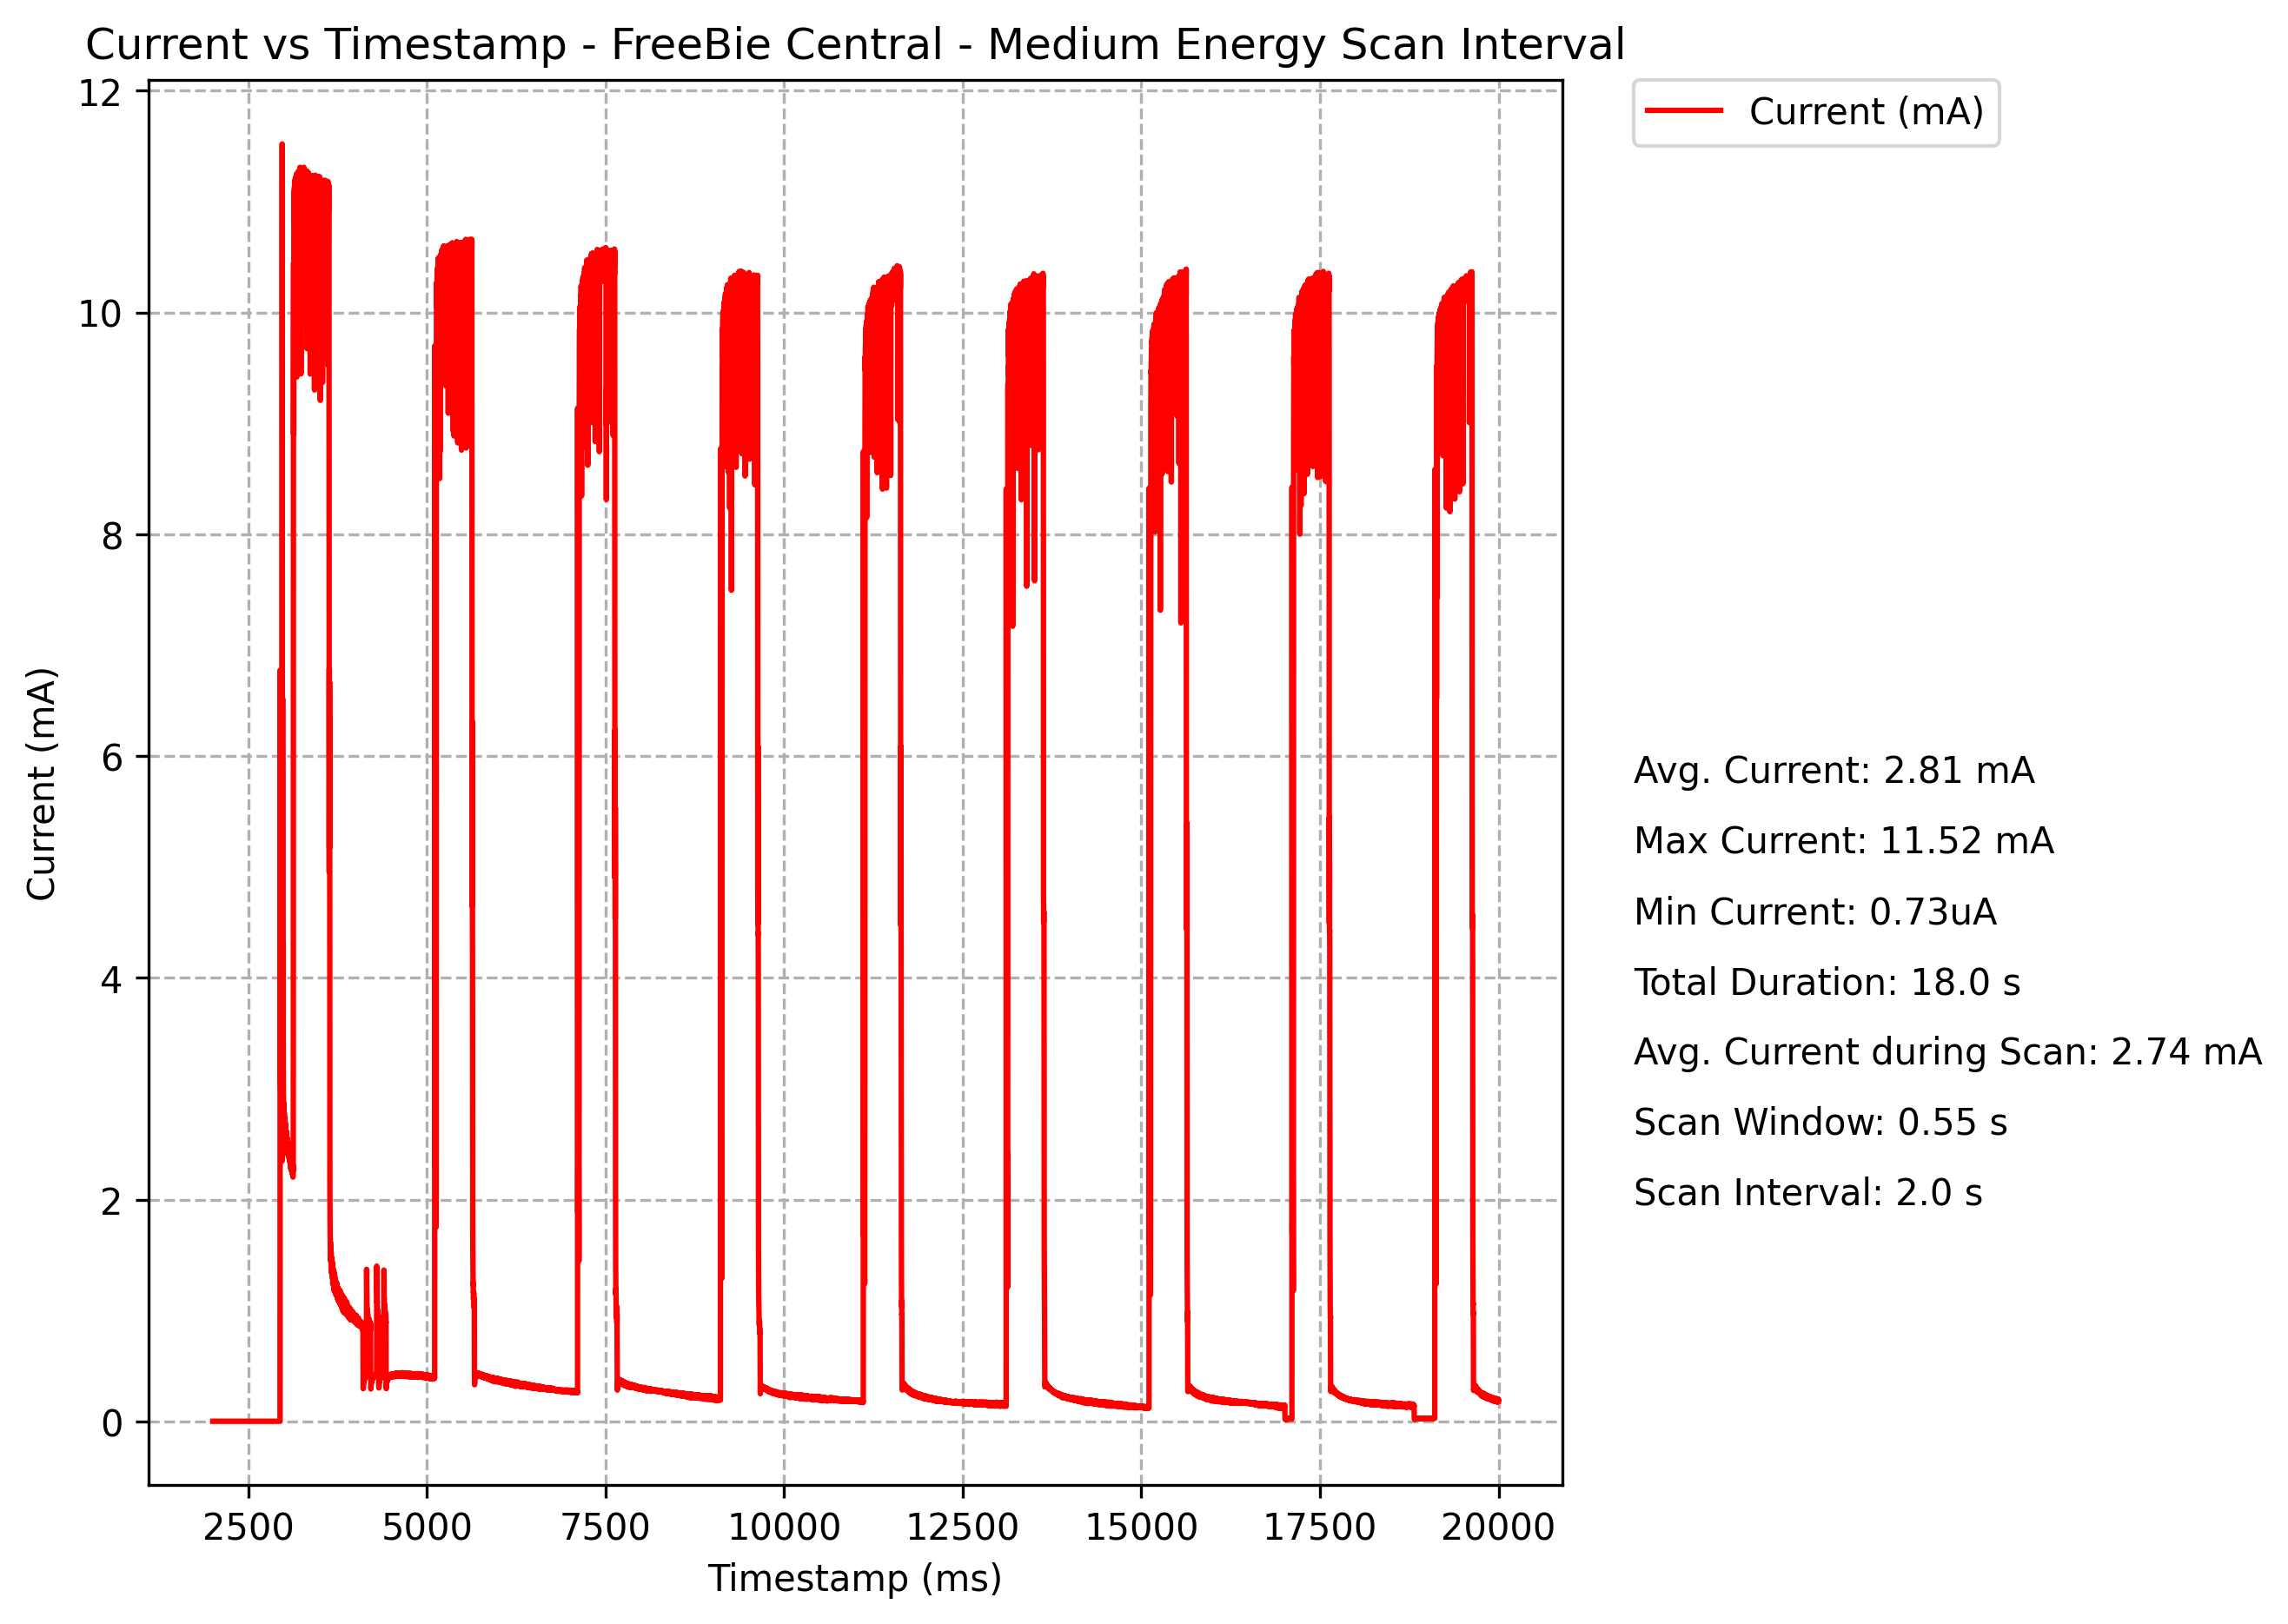 Current vs Timestamp - FreeBie Central - Medium Energy Scan Interval
Current (mA)
12
10
8
6
4
2
0
Current (mA)
2500 5000 7500 10000 12500 15000 17500 20000
Timestamp (ms)
Avg. Current: 2.81 mA
Max Current: 11.52 mA
Min Current: 0.73uA
Total Duration: 18.0 s
Avg. Current during Scan: 2.74 mA
Scan Window: 0.55 s
Scan Interval: 2.0 s